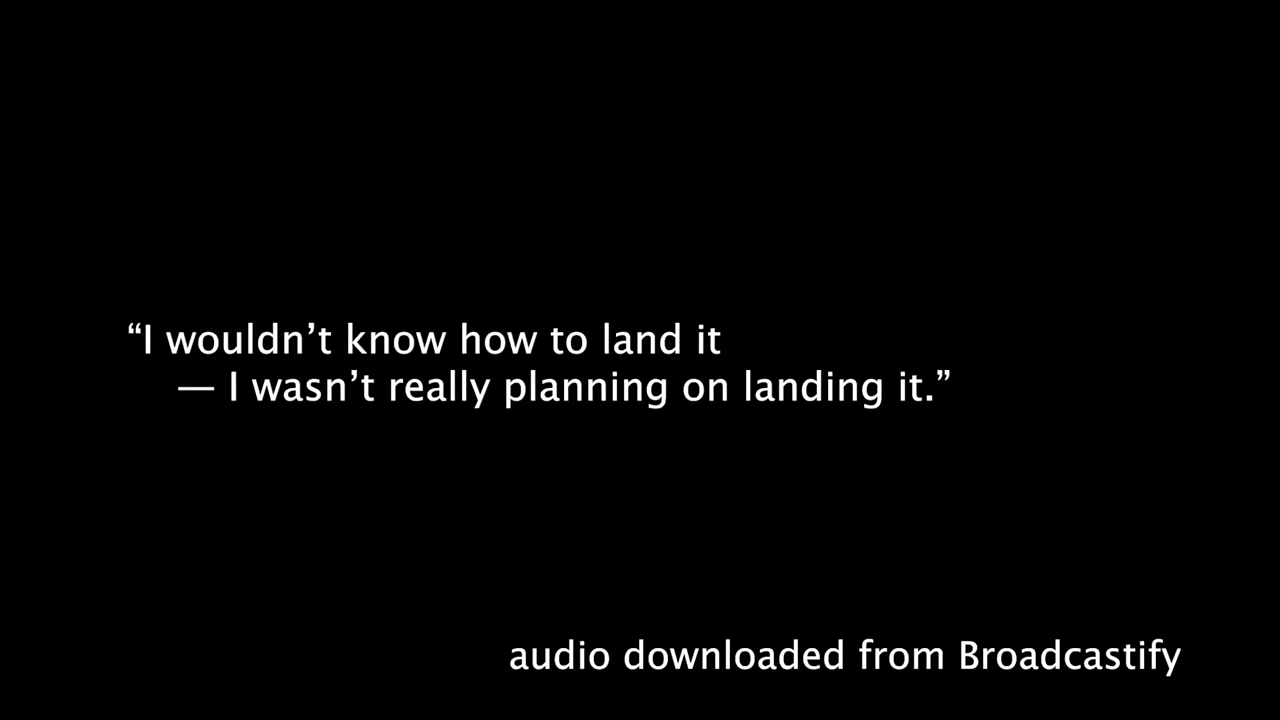 “I wouldn’t know how to land it
— I wasn’t really planning on landing it.”
audio downloaded from Broadcastify